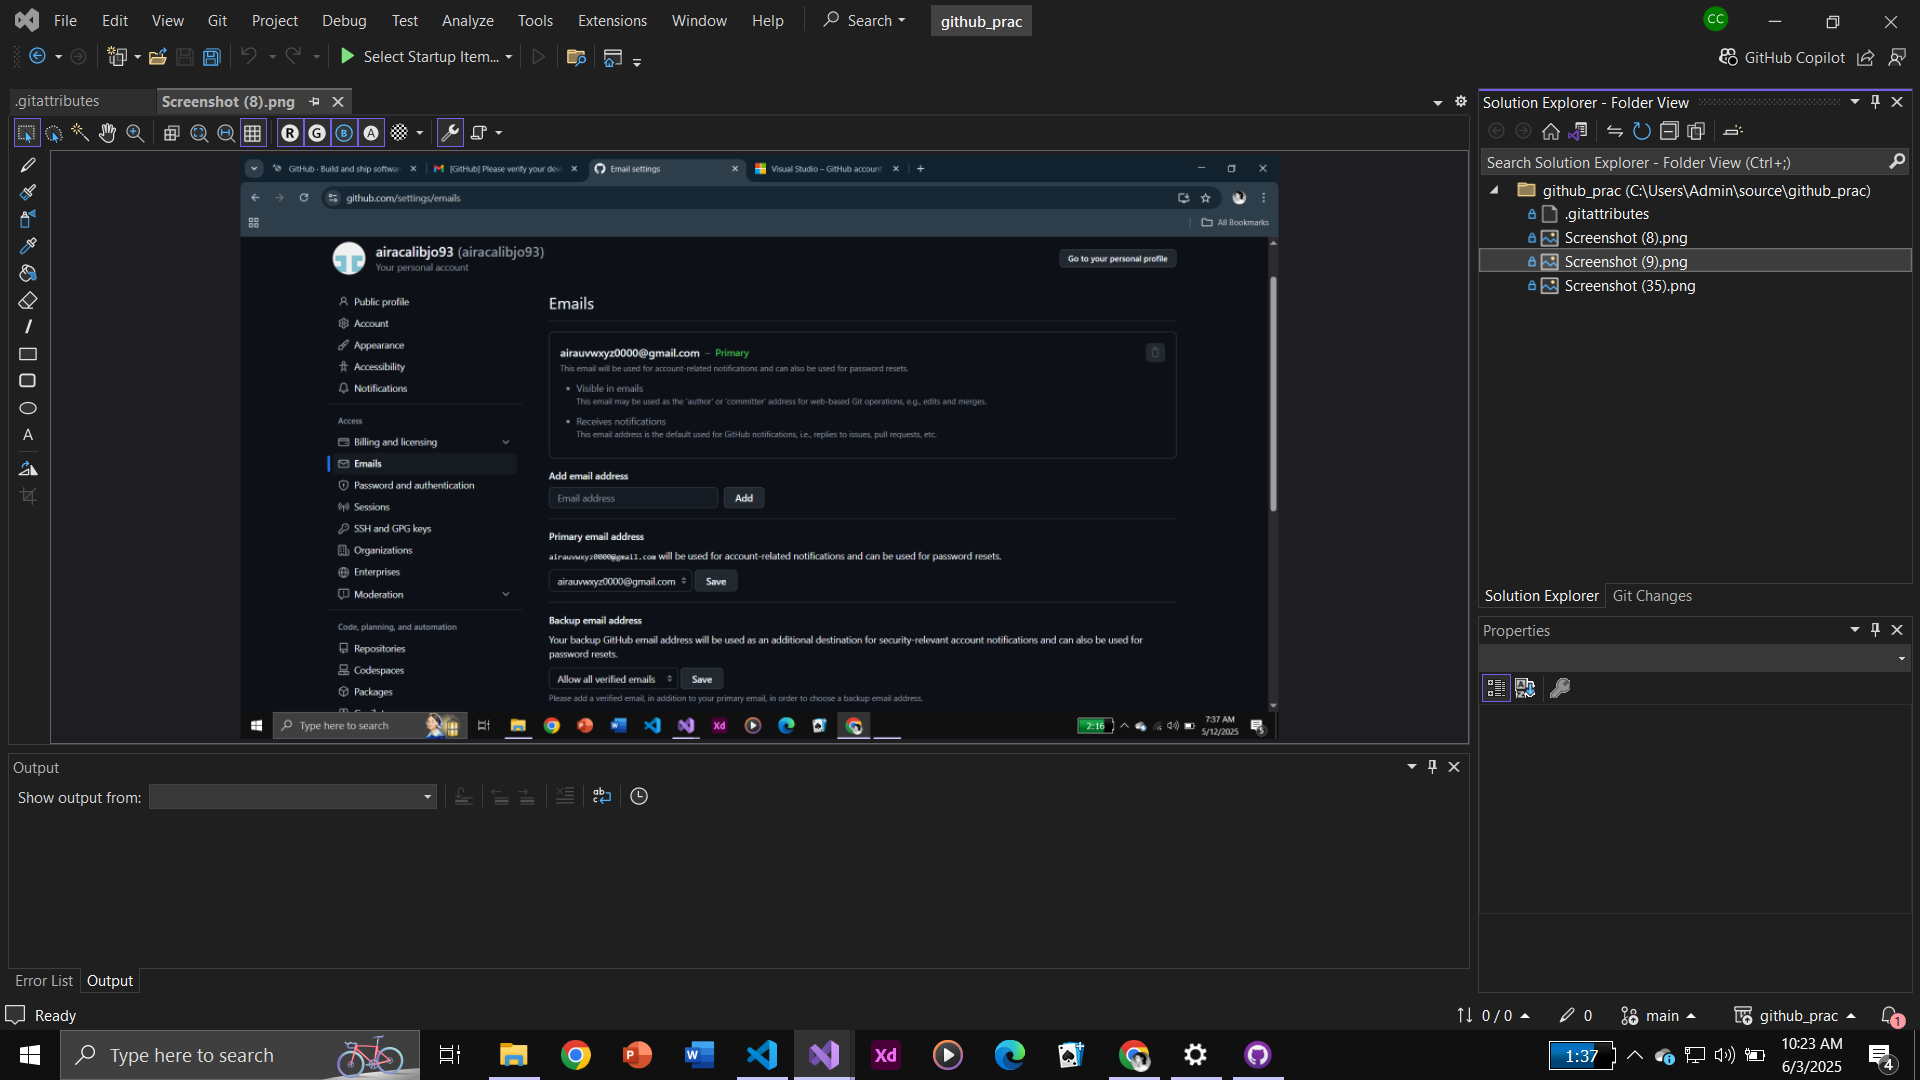 File Edit View Git Project Debug Test Analyze Tools Extensions Window Help Search github_prac CC
Select Startup Item... GitHub Copilot
.gitattributes Screenshot (8).png
R G B A
GitHub - Build and ship softwar [GitHub] Please verify your dev Email settings Visual Studio – GitHub account
github.com/settings/emails
All Bookmarks
airacalibjo93 (airacalibjo93)
Your personal account
Go to your personal profile
Public profile
Account
Appearance
Accessibility
Notifications
Access
Billing and licensing
Emails
Password and authentication
Sessions
SSH and GPG keys
Organizations
Enterprises
Moderation
Code, planning, and automation
Repositories
Codespaces
Packages
Emails
airauvwxyz0000@gmail.com – Primary
This email will be used for account-related notifications and can also be used for password resets.
• Visible in emails
This email may be used as the 'author' or 'committer' address for web-based Git operations, e.g., edits and merges.
• Receives notifications
This email address is the default used for GitHub notifications, i.e., replies to issues, pull requests, etc.
Add email address
Email address Add
Primary email address
airauvwxyz0000@gmail.com will be used for account-related notifications and can be used for password resets.
airauvwxyz0000@gmail.com Save
Backup email address
Your backup GitHub email address will be used as an additional destination for security-relevant account notifications and can also be used for
password resets.
Allow all verified emails Save
Please add a verified email, in addition to your primary email, in order to choose a backup email address.
Type here to search 2:16 7:37 AM
5/12/2025
5
A
Solution Explorer - Folder View
Search Solution Explorer - Folder View (Ctrl+;)
github_prac (C:\Users\Admin\source\github_prac)
.gitattributes
Screenshot (8).png
Screenshot (9).png
Screenshot (35).png
Solution Explorer Git Changes
Properties
Output
Show output from:
Error List Output
Ready 0 / 0 0 main github_prac 1
Type here to search 1:37 10:23 AM
6/3/2025
4